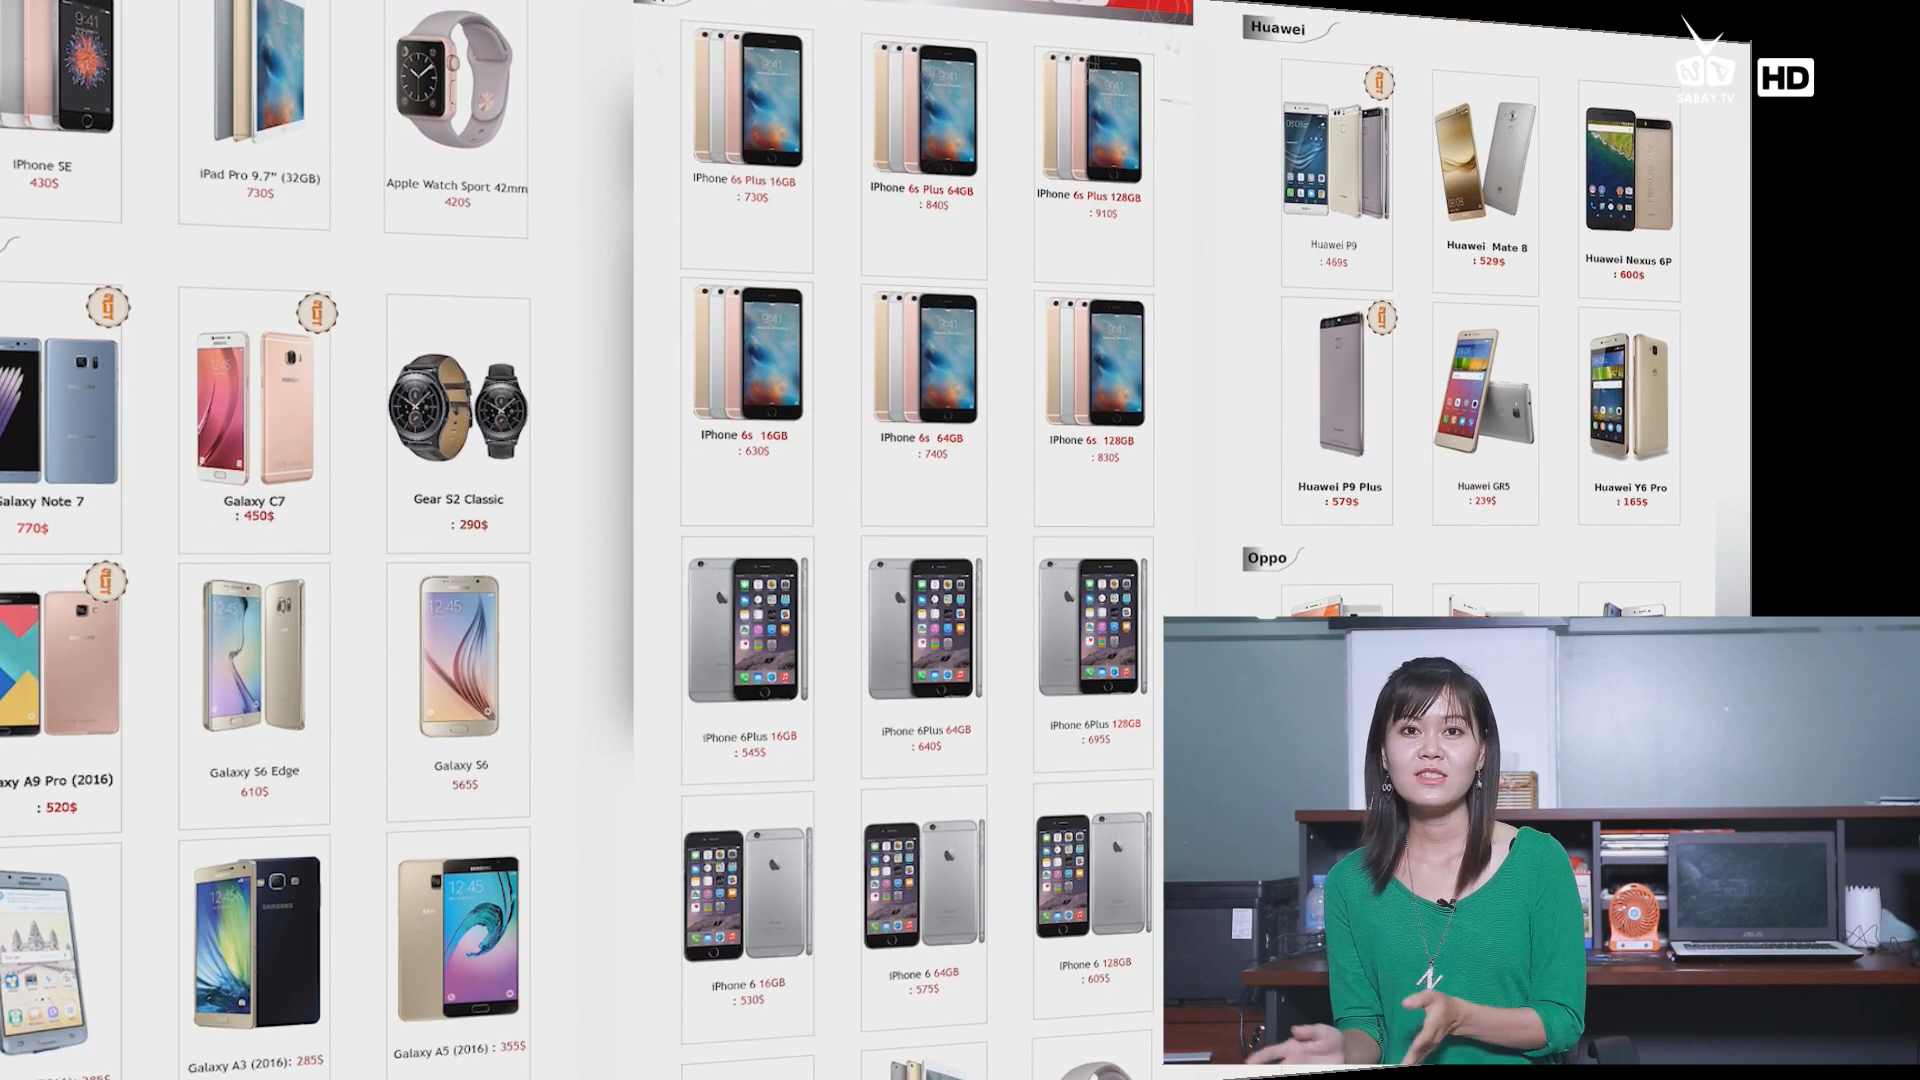 iPhone SE
430$
iPad Pro 9.7" (32GB)
730$
Apple Watch Sport 42mm
420$
Galaxy Note 7
770$
Galaxy C7
: 450$
Gear S2 Classic
: 290$
A9 Pro (2016)
: 520$
Galaxy S6 Edge
610$
Galaxy S6
565$
Galaxy A3 (2016): 285$
Galaxy A5 (2016) : 355$
IPhone 6s Plus 16GB
: 730$
IPhone 6s Plus 64GB
: 840$
IPhone 6s Plus 128GB
: 910$
IPhone 6s 16GB
: 630$
IPhone 6s 64GB
: 740$
IPhone 6s 128GB
: 830$
iPhone 6Plus 16GB
: 545$
iPhone 6Plus 64GB
: 640$
iPhone 6Plus 128GB
: 695$
iPhone 6 16GB
: 530$
iPhone 6 64GB
: 575$
iPhone 6 128GB
: 605$
Huawei
Huawei P9
: 469$
Huawei Mate 8
: 529$
Huawei Nexus 6P
: 600$
Huawei P9 Plus
: 579$
Huawei GR5
: 239$
Huawei Y6 Pro
: 165$
Oppo
SABAY.TV
HD
ASUS